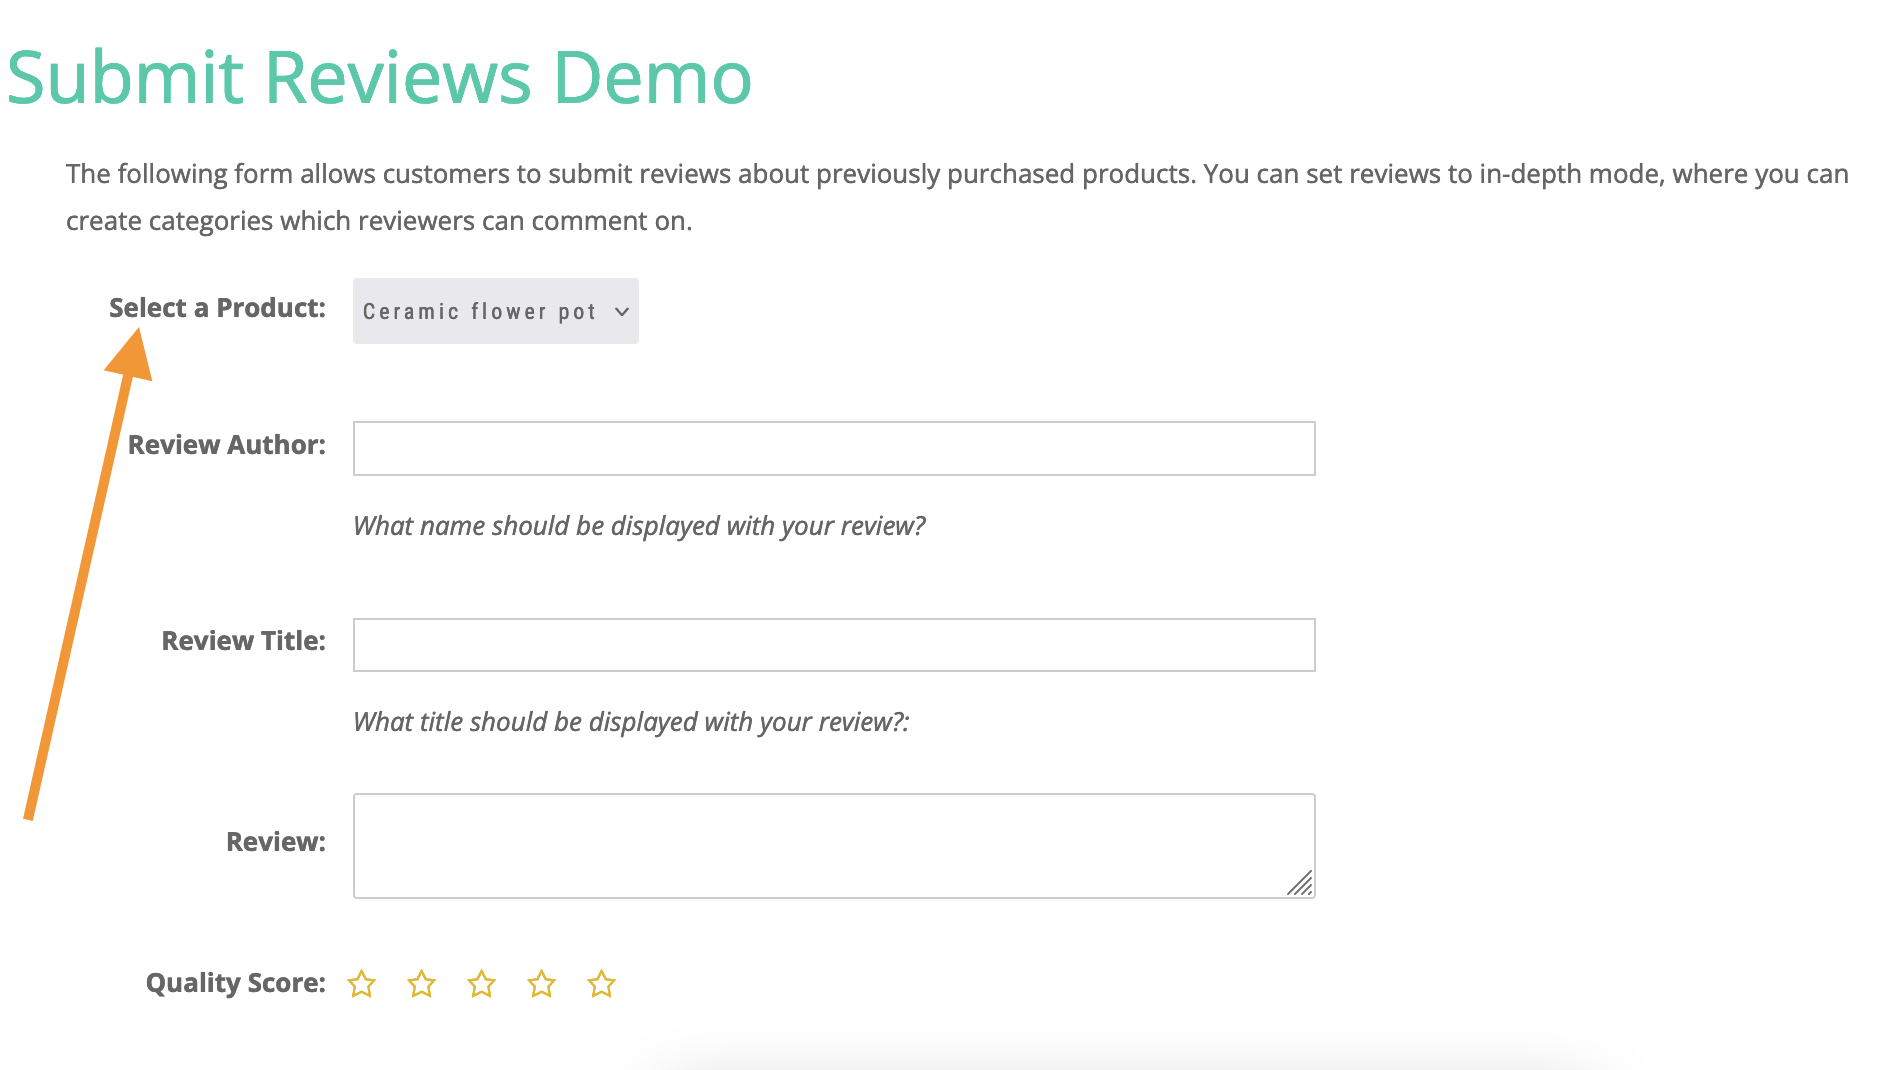 Submit Reviews Demo
The following form allows customers to submit reviews about previously purchased products. You can set reviews to in-depth mode, where you can
create categories which reviewers can comment on.
Select a Product: Ceramic flower pot
Review Author:
What name should be displayed with your review?
Review Title:
What title should be displayed with your review?:
Review:
Quality Score: